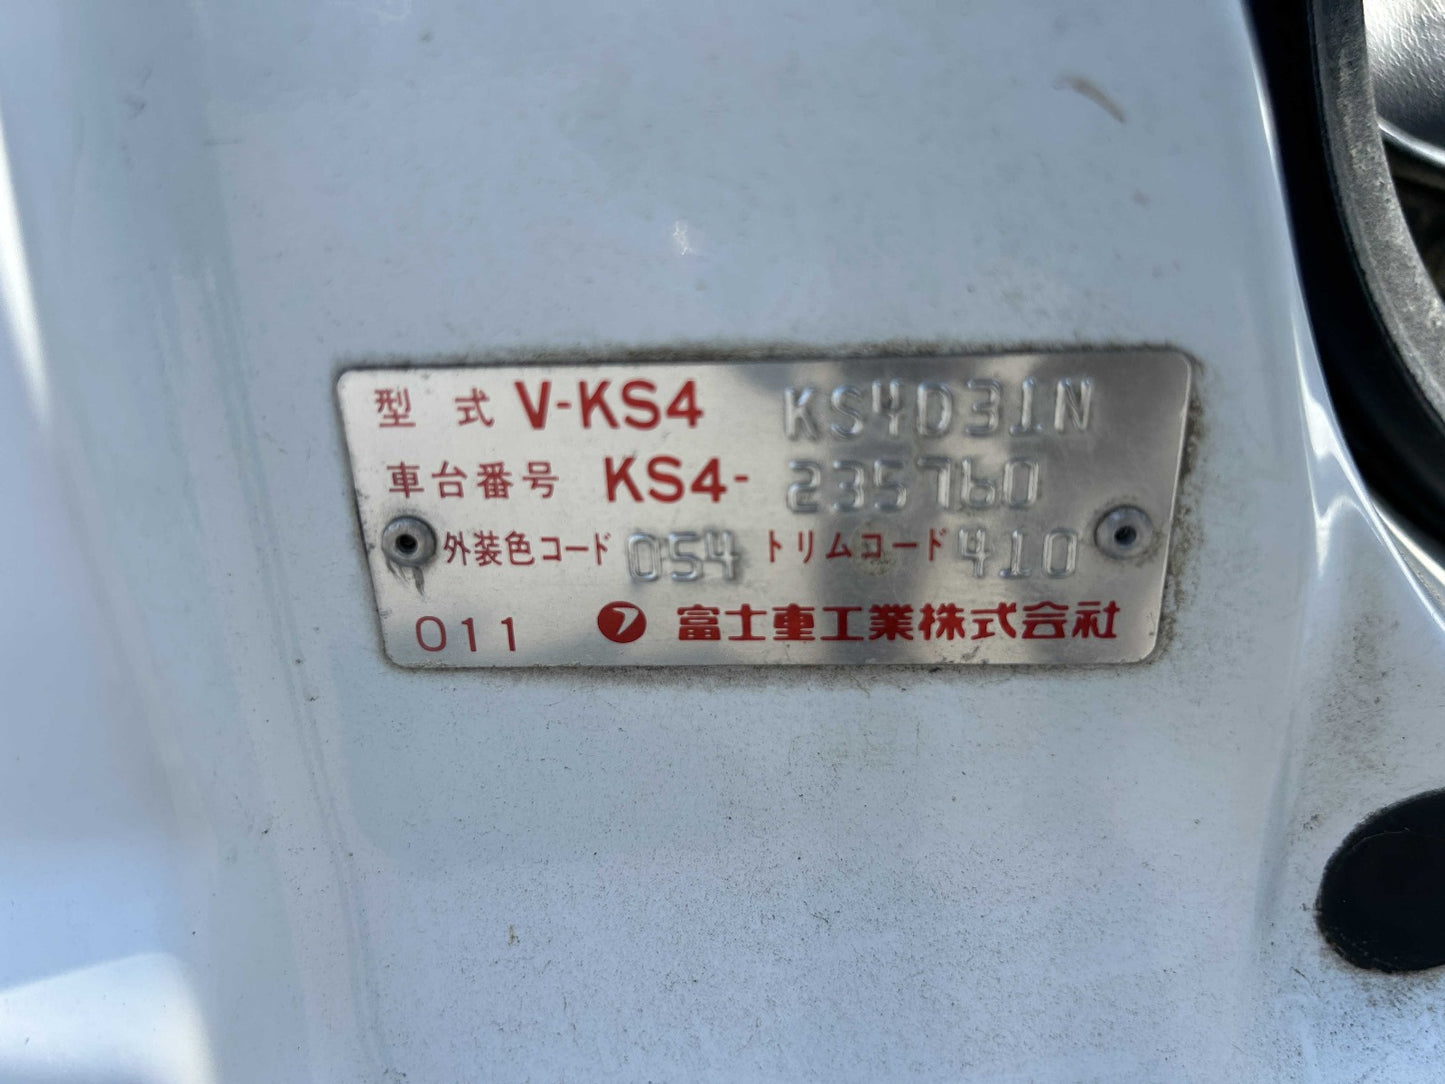 型式 V-KS4 KS4D31N
車台番号 KS4-235760
外装色コード 054 トリムコード 410
011 フ 富士重工業株式会社